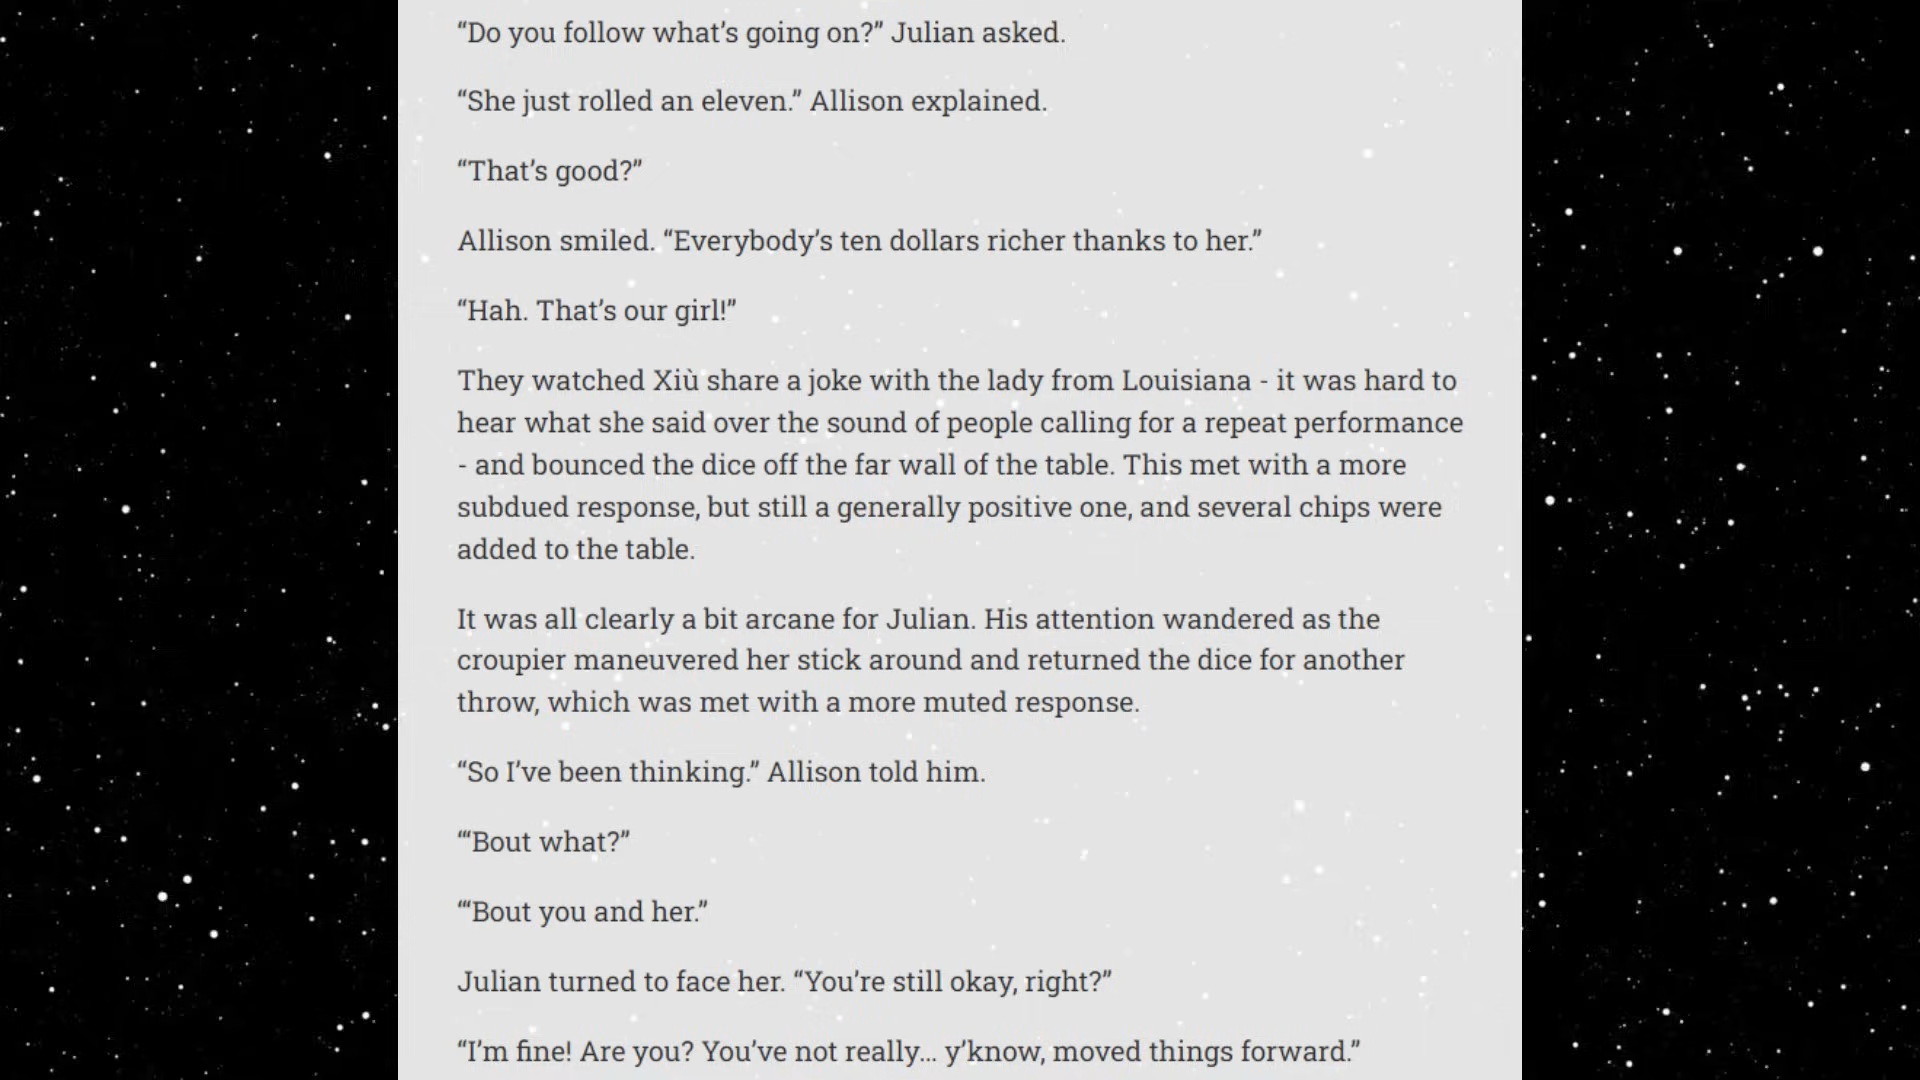 “Do you follow what’s going on?” Julian asked.
“She just rolled an eleven.” Allison explained.
“That’s good?”
Allison smiled. “Everybody’s ten dollars richer thanks to her.”
“Hah. That’s our girl!”
They watched Xiù share a joke with the lady from Louisiana - it was hard to
hear what she said over the sound of people calling for a repeat performance
- and bounced the dice off the far wall of the table. This met with a more
subdued response, but still a generally positive one, and several chips were
added to the table.
It was all clearly a bit arcane for Julian. His attention wandered as the
croupier maneuvered her stick around and returned the dice for another
throw, which was met with a more muted response.
“So I’ve been thinking.” Allison told him.
“‘Bout what?”
“‘Bout you and her.”
Julian turned to face her. “You’re still okay, right?”
“I’m fine! Are you? You’ve not really… y’know, moved things forward.”